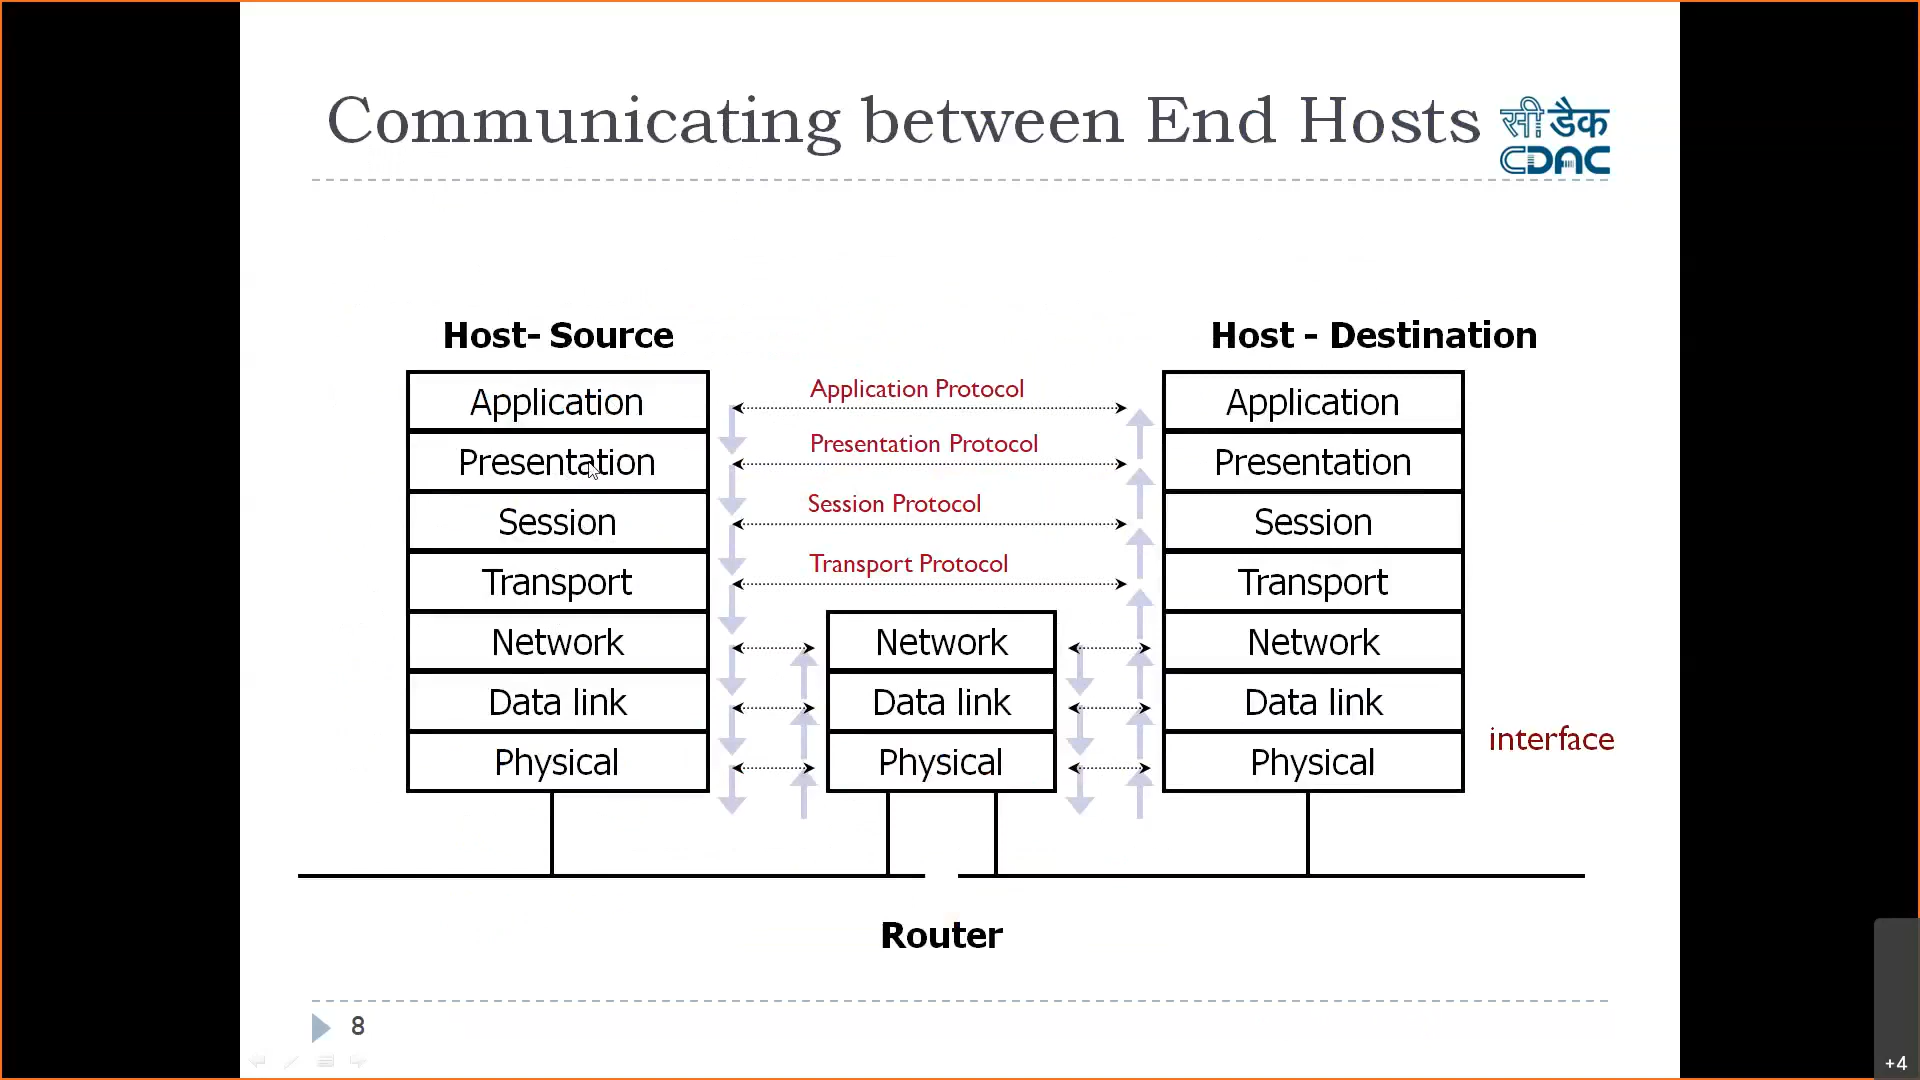 Communicating between End Hosts
सी डैक
CDAC
Host- Source
Host - Destination
Application
Application Protocol
Application
Presentation
Presentation Protocol
Presentation
Session
Session Protocol
Session
Transport
Transport Protocol
Transport
Network
Network
Network
Data link
Data link
Data link
interface
Physical
Physical
Physical
Router
8
+4